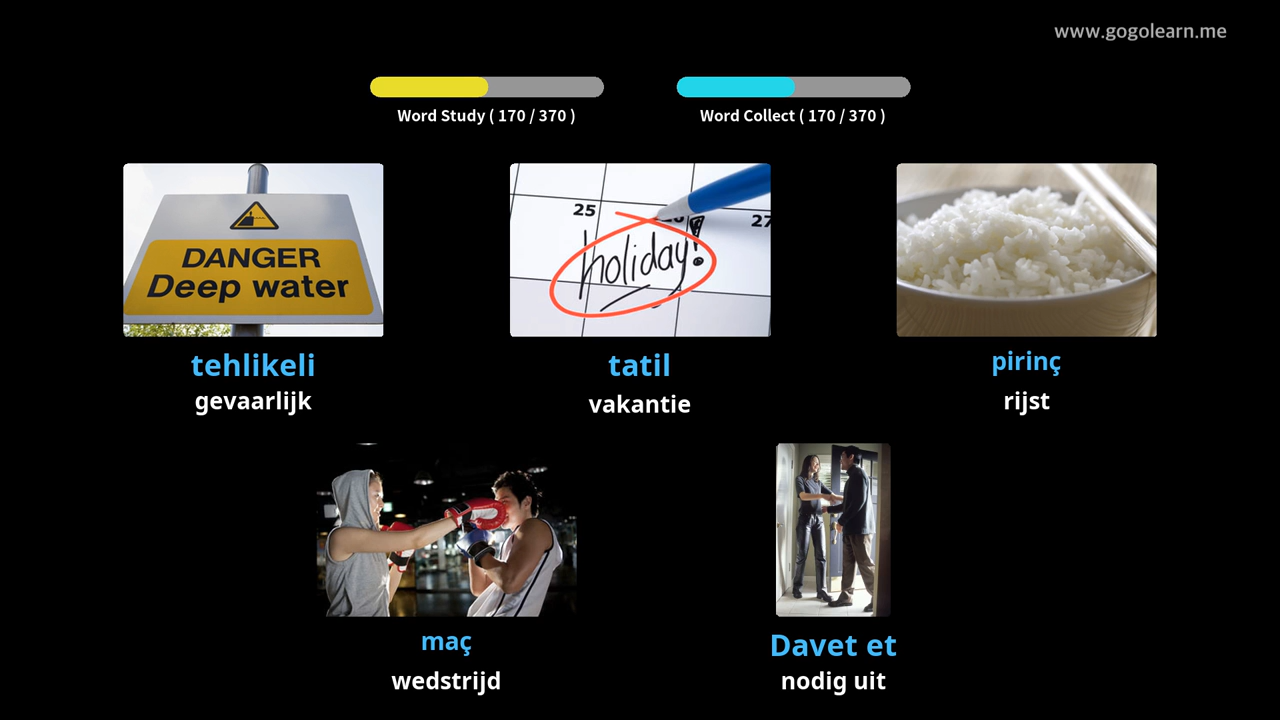 www.gogolearn.me
Word Study ( 170 / 370 )
Word Collect ( 170 / 370 )
DANGER
Deep water
25
27
holiday!
tehlikeli
gevaarlijk
tatil
vakantie
pirinç
rijst
maç
wedstrijd
Davet et
nodig uit